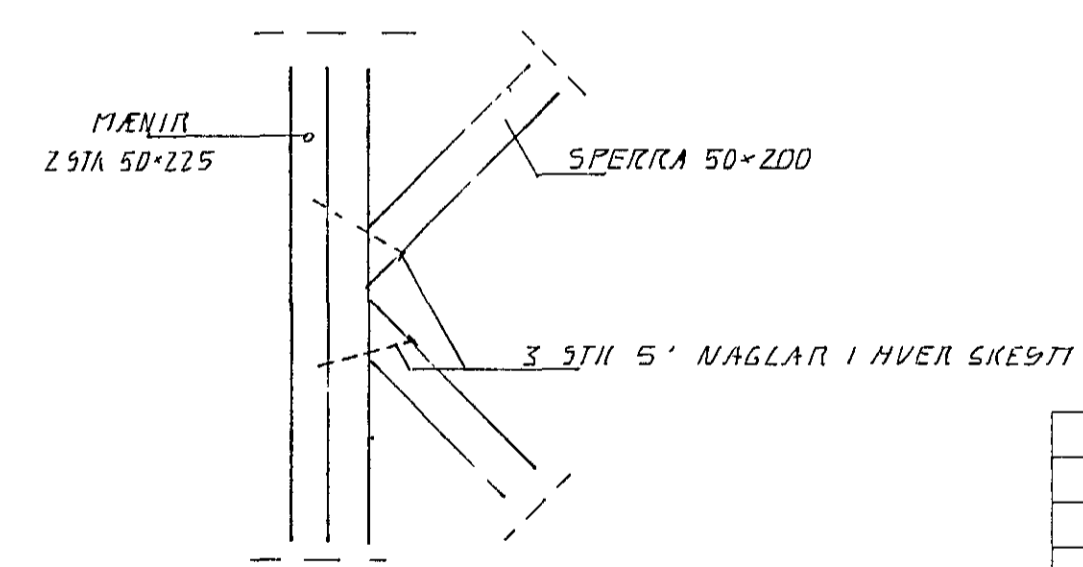 MÆNIR
2 STK 50×225
SPERRA 50×200
3 STK 5' NAGLAR I HVER SKEYTI